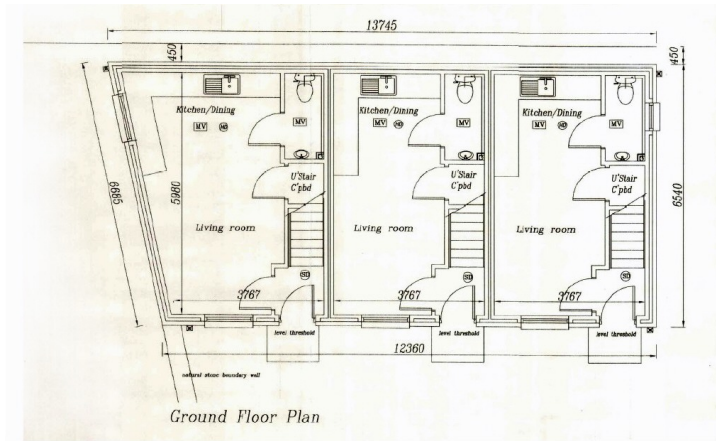 13745
450
450
Kitchen/Dining
MV
MV
Kitchen/Dining
MV
MV
Kitchen/Dining
MV
MV
U'Stair
C'pbd
U'Stair
C'pbd
U'Stair
C'pbd
6685
5980
6540
Living room
Living room
Living room
SD
SD
SD
3767
3767
3767
level threshold
level threshold
level threshold
12360
natural stone boundary wall
Ground Floor Plan